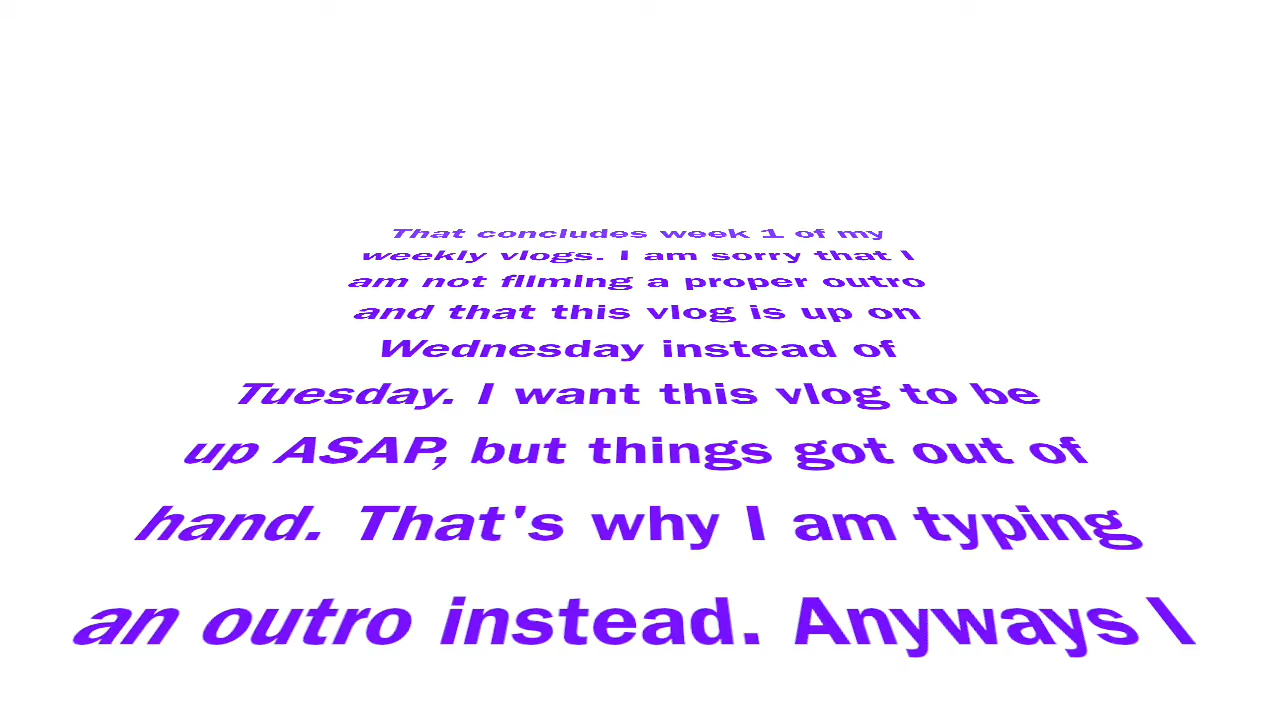 That concludes week 1 of my
weekly vlogs. I am sorry that I
am not filming a proper outro
and that this vlog is up on
Wednesday instead of
Tuesday. I want this vlog to be
up ASAP, but things got out of
hand. That's why I am typing
an outro instead. Anyways I